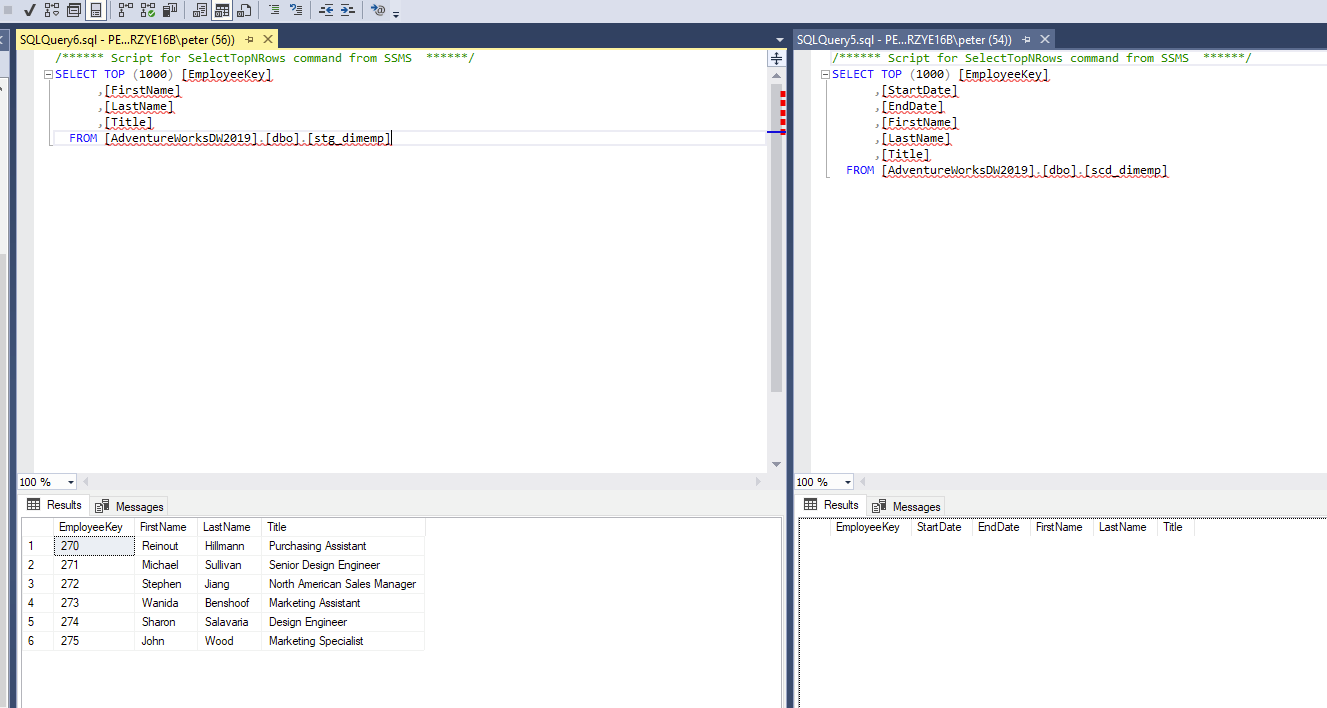 SQLQuery6.sql - PE...RZYE16B\peter (56))
/****** Script for SelectTopNRows command from SSMS  ******/
SELECT TOP (1000) [EmployeeKey]
,[FirstName]
,[LastName]
,[Title]
FROM [AdventureWorksDW2019].[dbo].[stg_dimemp]
100 %
Results Messages
EmployeeKey FirstName LastName Title
1 270 Reinout Hillmann Purchasing Assistant
2 271 Michael Sullivan Senior Design Engineer
3 272 Stephen Jiang North American Sales Manager
4 273 Wanida Benshoof Marketing Assistant
5 274 Sharon Salavaria Design Engineer
6 275 John Wood Marketing Specialist
SQLQuery5.sql - PE...RZYE16B\peter (54))
/****** Script for SelectTopNRows command from SSMS  ******/
SELECT TOP (1000) [EmployeeKey]
,[StartDate]
,[EndDate]
,[FirstName]
,[LastName]
,[Title]
FROM [AdventureWorksDW2019].[dbo].[scd_dimemp]
100 %
Results Messages
EmployeeKey StartDate EndDate FirstName LastName Title